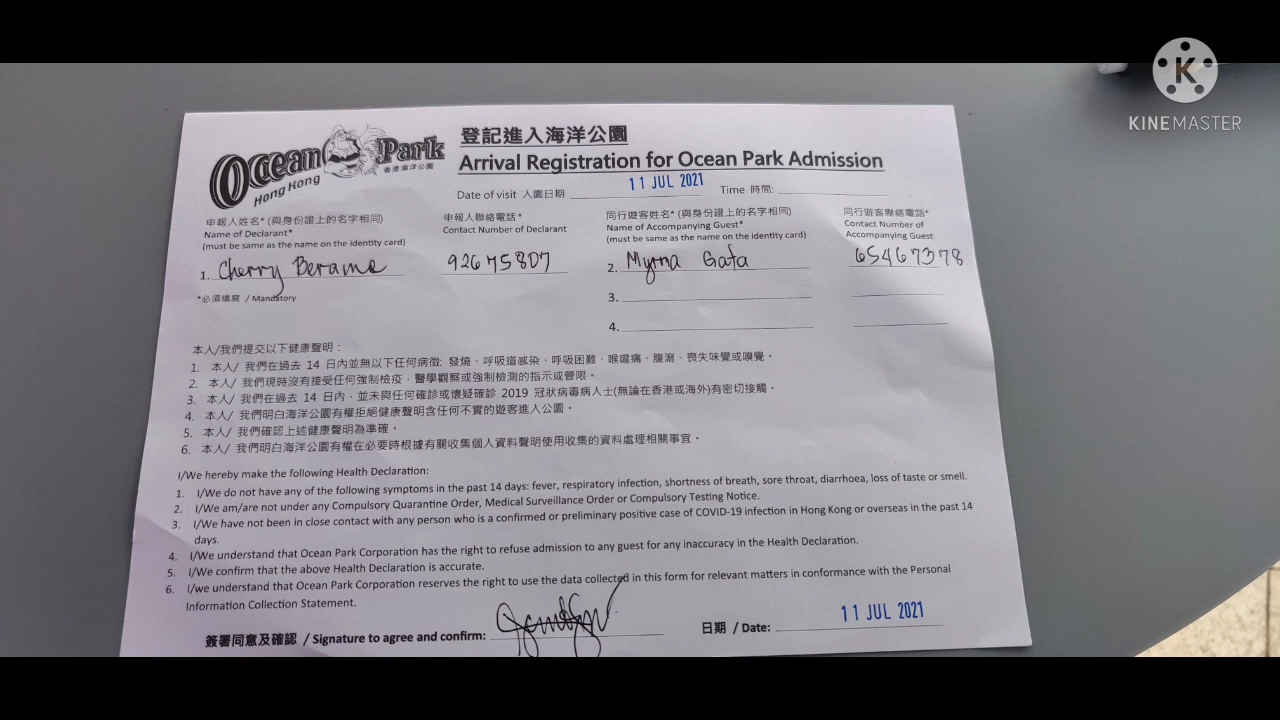 KINEMASTER
Ocean Park
Hong Kong
香港海洋公園
登記進入海洋公園
Arrival Registration for Ocean Park Admission
Date of visit 入園日期 11 JUL 2021 Time 時間:
申報人姓名* (與身份證上的名字相同)
Name of Declarant*
(must be same as the name on the identity card)
1. Cherry Berame
*必須填寫 / Mandatory
申報人聯絡電話*
Contact Number of Declarant
92675807
同行遊客姓名* (與身份證上的名字相同)
Name of Accompanying Guest*
(must be same as the name on the identity card)
2. Myrna Gata
3.
4.
同行遊客聯絡電話*
Contact Number of
Accompanying Guest
65467378
本人/我們提交以下健康聲明：
1. 本人/ 我們在過去 14 日內並無以下任何病徵: 發燒、呼吸道感染、呼吸困難、喉嚨痛、腹瀉、喪失味覺或嗅覺。
2. 本人/ 我們現時沒有接受任何強制檢疫，醫學觀察或強制檢測的指示或管限。
3. 本人/ 我們在過去 14 日內，並未與任何確診或懷疑確診 2019 冠狀病毒病人士(無論在香港或海外)有密切接觸。
4. 本人/ 我們明白海洋公園有權拒絕健康聲明含任何不實的遊客進入公園。
5. 本人/ 我們確認上述健康聲明為準確。
6. 本人/ 我們明白海洋公園有權在必要時根據有關收集個人資料聲明使用收集的資料處理相關事宜。
I/We hereby make the following Health Declaration:
1. I/We do not have any of the following symptoms in the past 14 days: fever, respiratory infection, shortness of breath, sore throat, diarrhoea, loss of taste or smell.
2. I/We am/are not under any Compulsory Quarantine Order, Medical Surveillance Order or Compulsory Testing Notice.
3. I/We have not been in close contact with any person who is a confirmed or preliminary positive case of COVID-19 infection in Hong Kong or overseas in the past 14
days.
4. I/We understand that Ocean Park Corporation has the right to refuse admission to any guest for any inaccuracy in the Health Declaration.
5. I/We confirm that the above Health Declaration is accurate.
6. I/we understand that Ocean Park Corporation reserves the right to use the data collected in this form for relevant matters in conformance with the Personal
Information Collection Statement.
簽署同意及確認 / Signature to agree and confirm:
日期 / Date: 11 JUL 2021